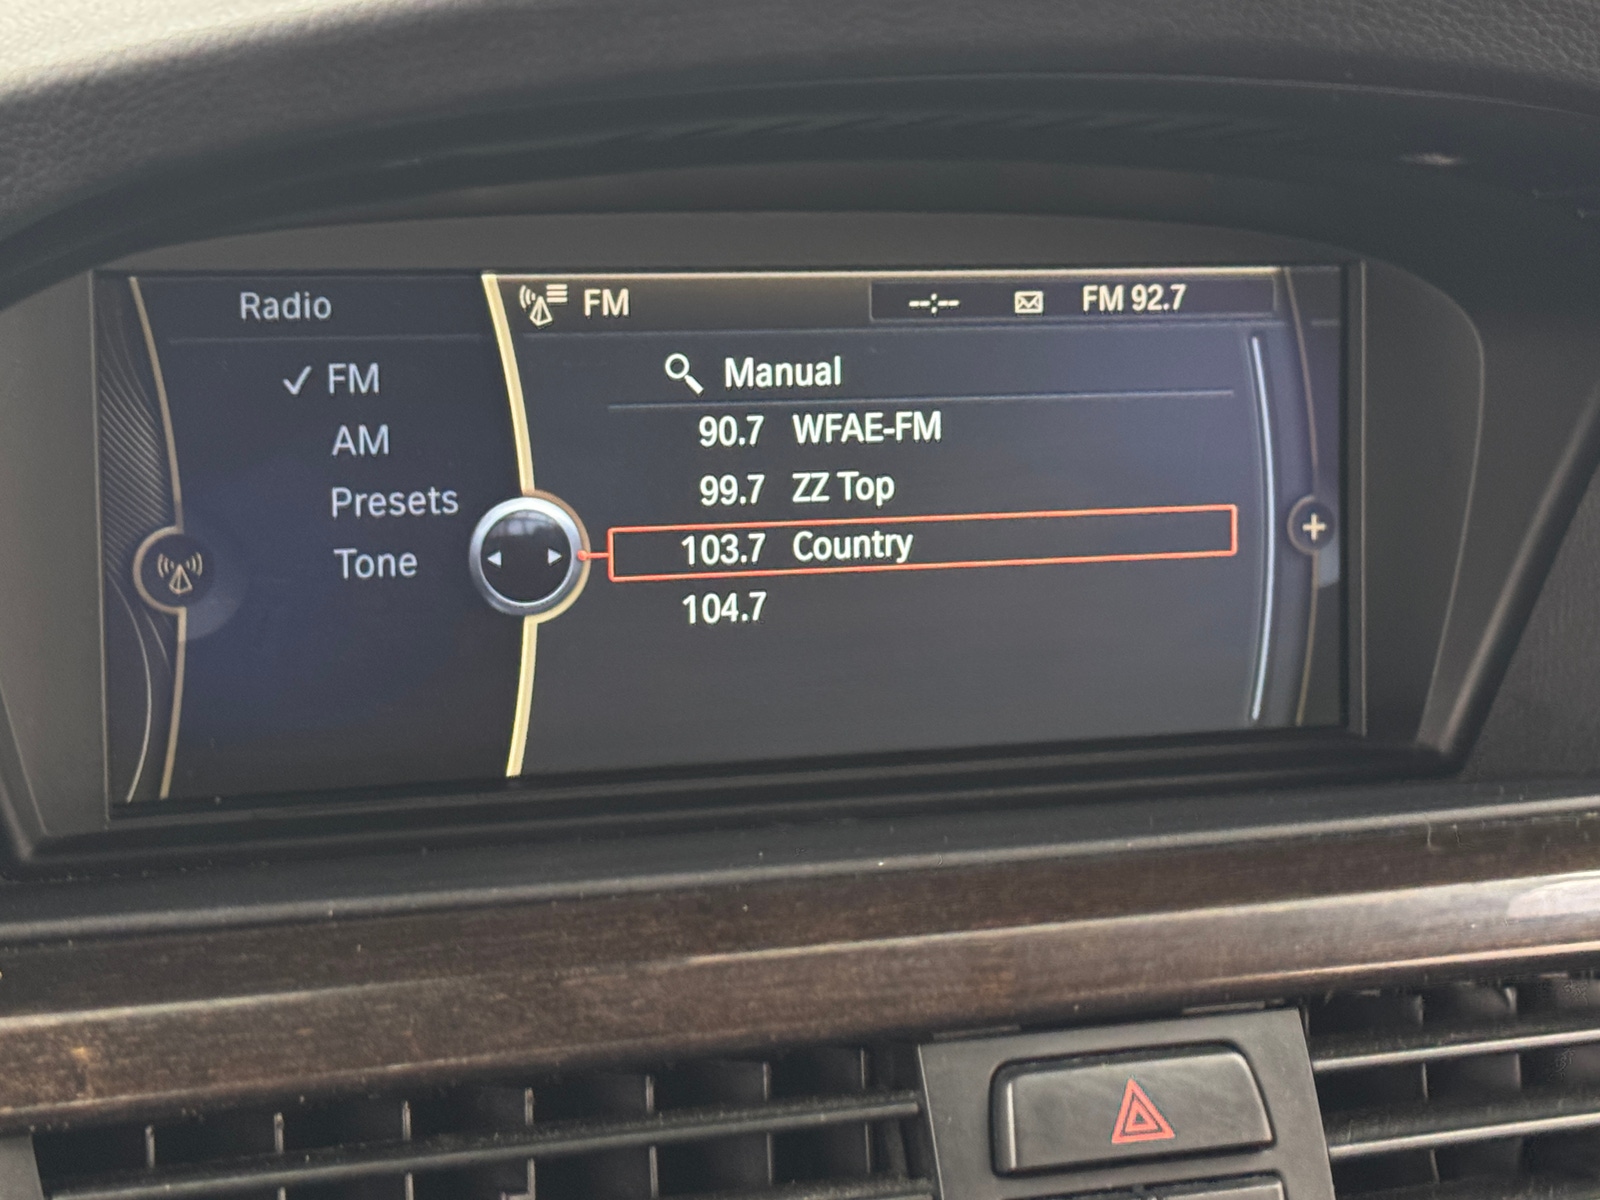 Radio
✓ FM
AM
Presets
Tone
FM
--:-- FM 92.7
Manual
90.7 WFAE-FM
99.7 ZZ Top
103.7 Country
104.7
+